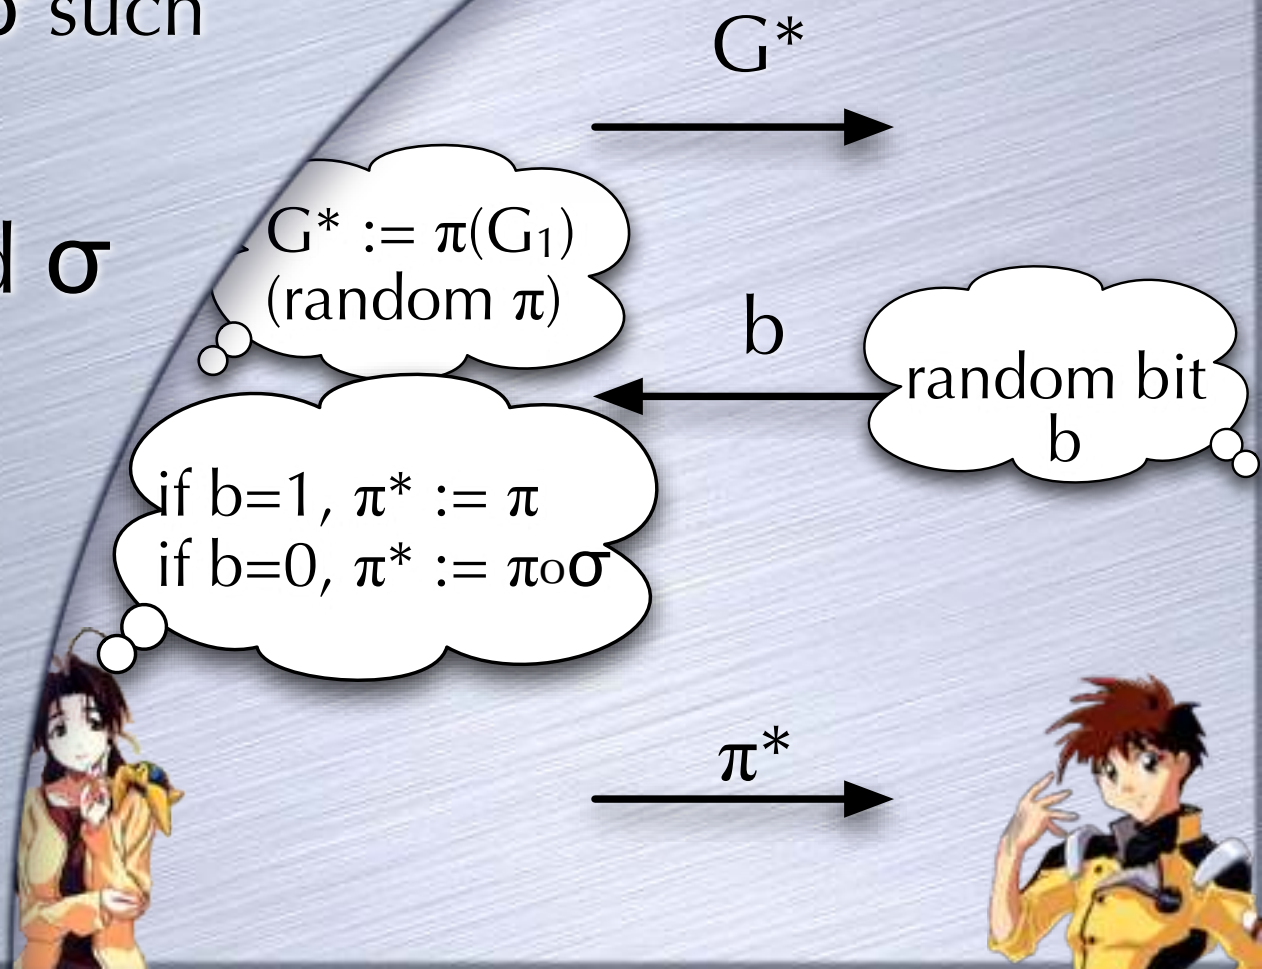 such
G*
G* := π(G₁)
(random π)
σ
b
random bit
b
if b=1, π* := π
if b=0, π* := π∘σ
π*